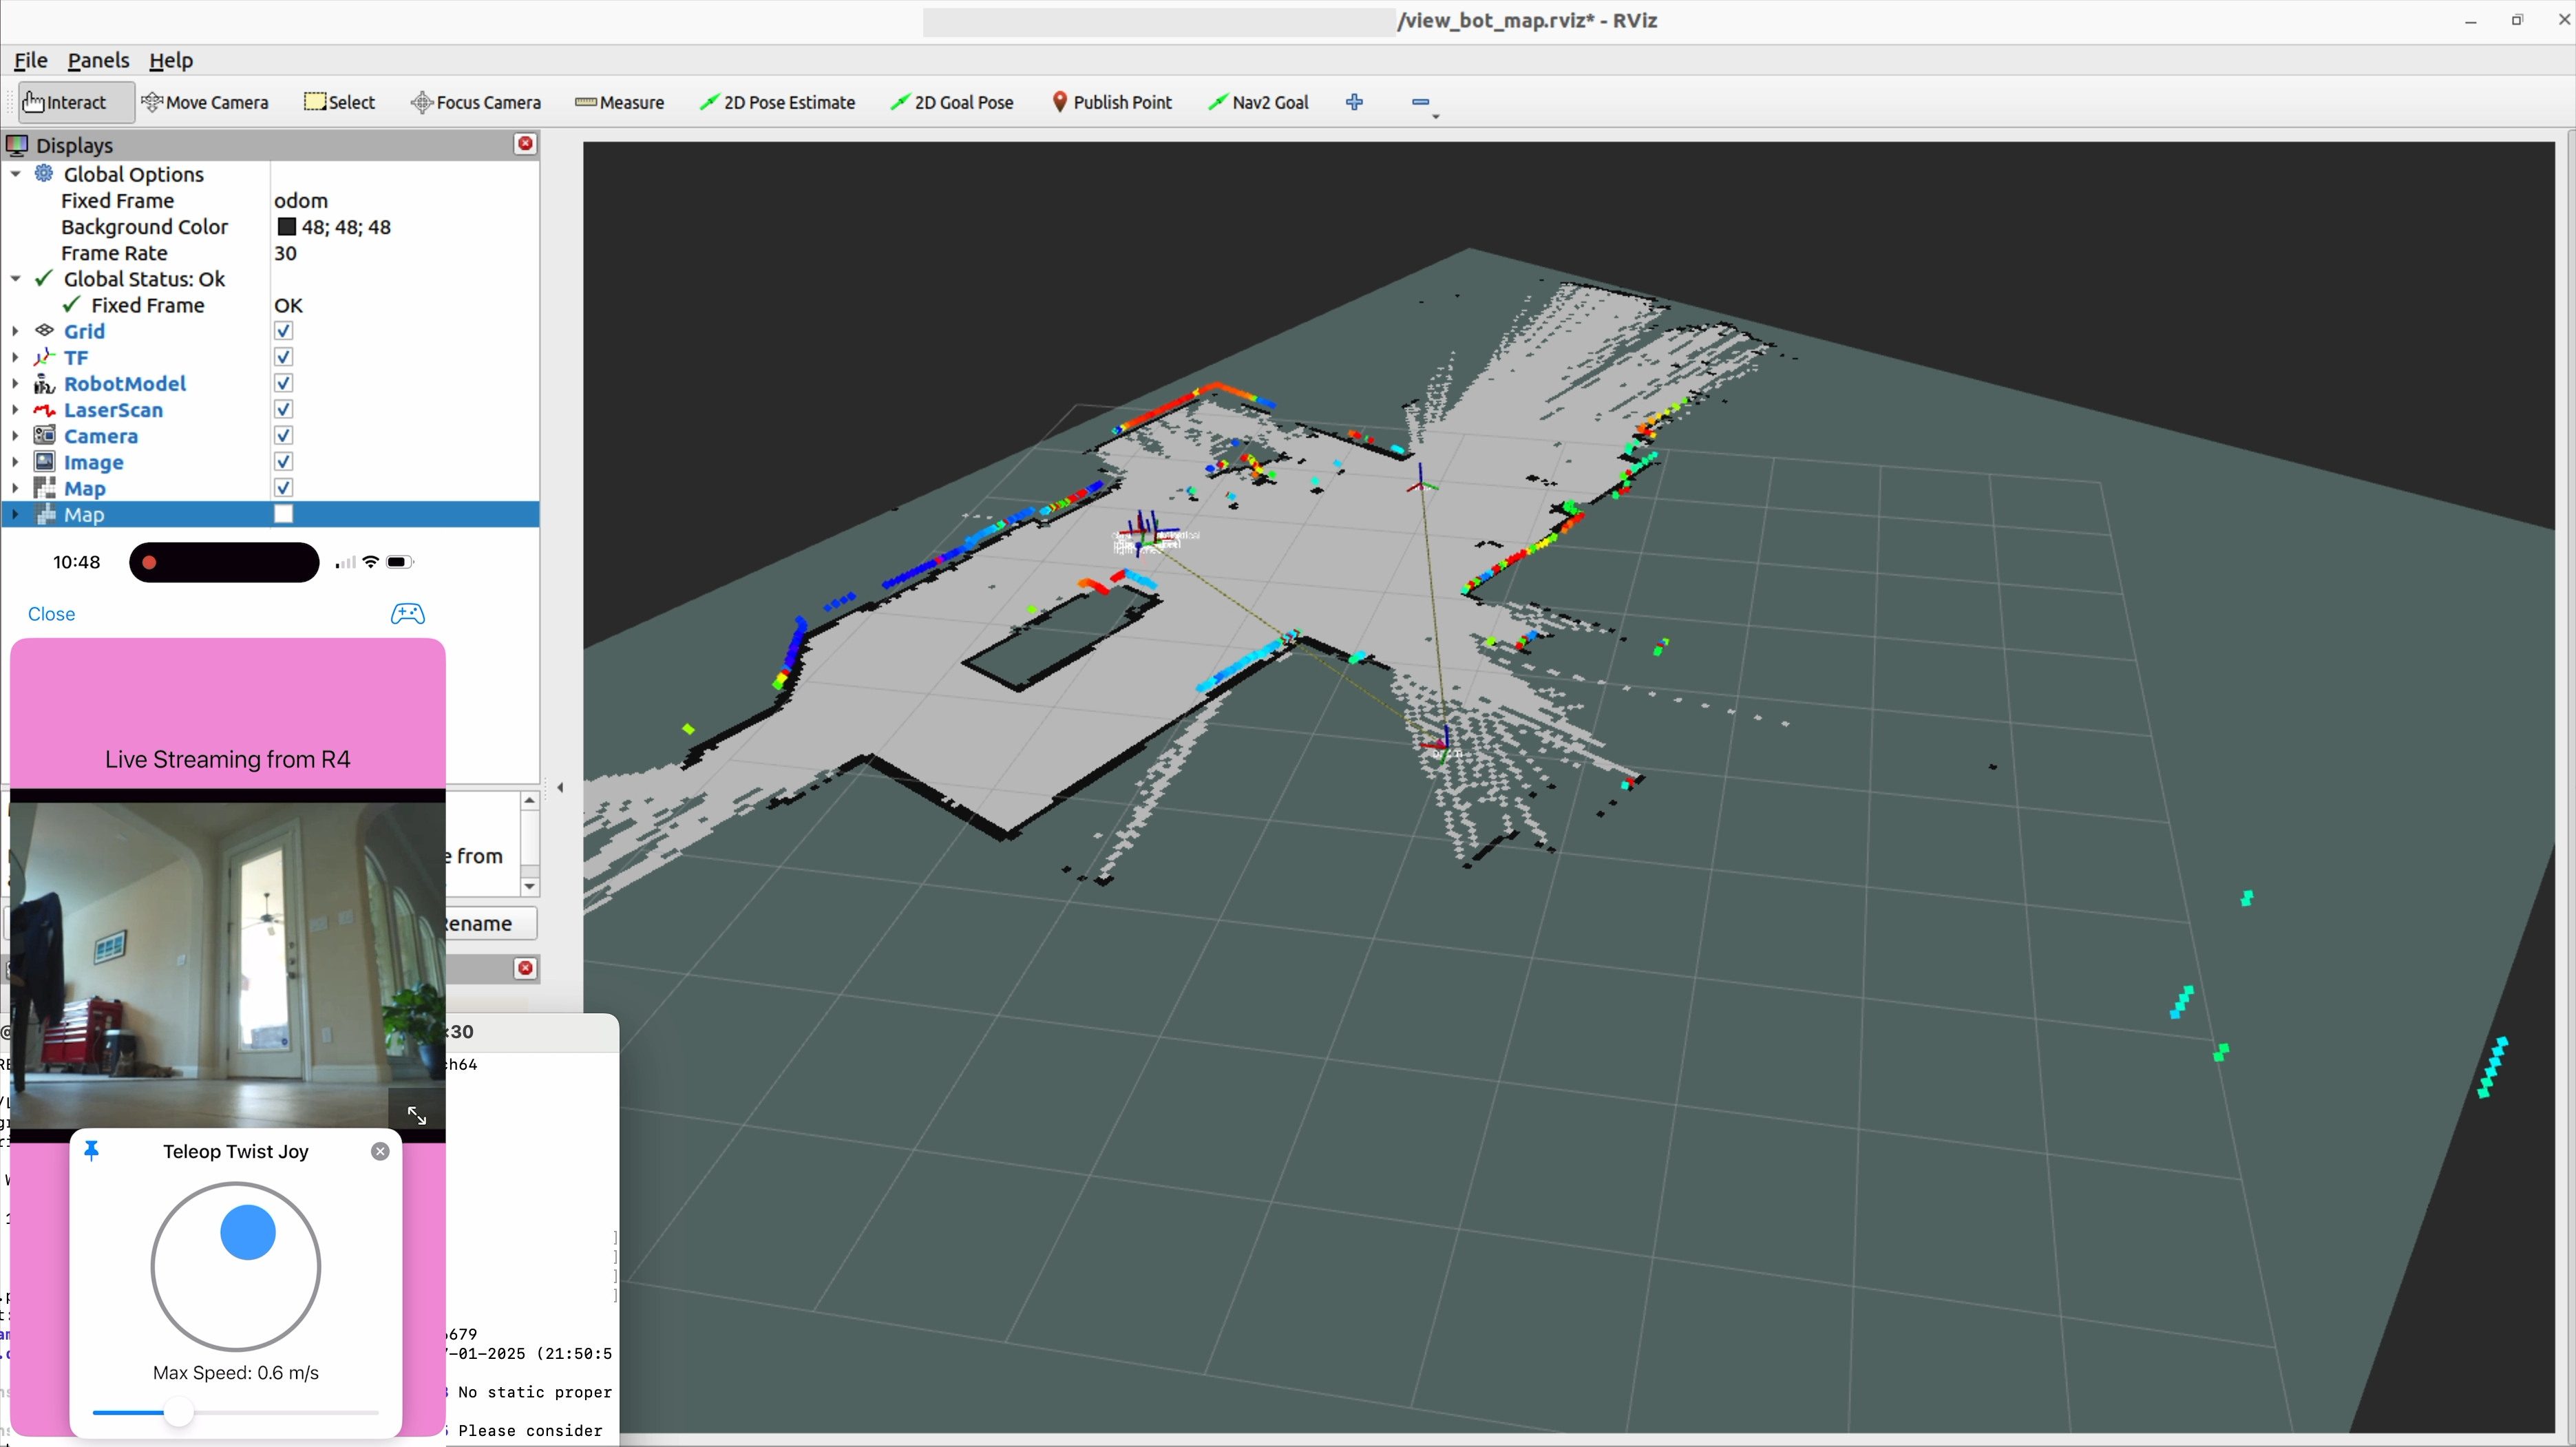 /view_bot_map.rviz* - RViz
File Panels Help
Interact Move Camera Select Focus Camera Measure 2D Pose Estimate 2D Goal Pose Publish Point Nav2 Goal
Displays
Global Options
Fixed Frame odom
Background Color 48; 48; 48
Frame Rate 30
Global Status: Ok
Fixed Frame OK
Grid
TF
RobotModel
LaserScan
Camera
Image
Map
Map
10:48
Close
Live Streaming from R4
from
ename
Teleop Twist Joy
Max Speed: 0.6 m/s
30
h64
]
]
]
]
679
-01-2025 (21:50:5
No static proper
Please consider